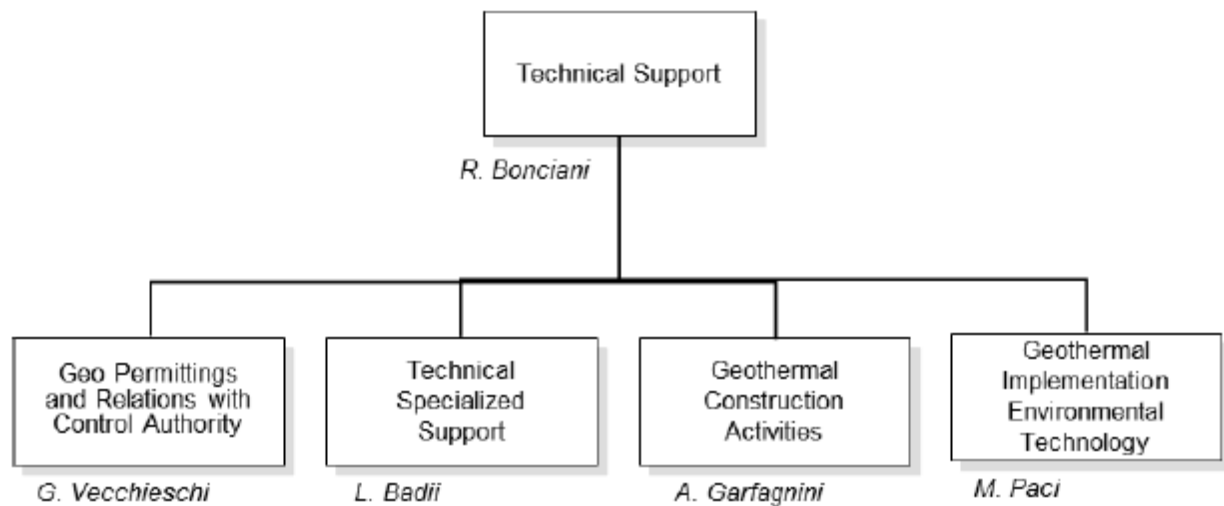 Technical Support
R. Bonciani
Geo Permittings
and Relations with
Control Authority
G. Vecchieschi
Technical
Specialized
Support
L. Badii
Geothermal
Construction
Activities
A. Garfagnini
Geothermal
Implementation
Environmental
Technology
M. Paci